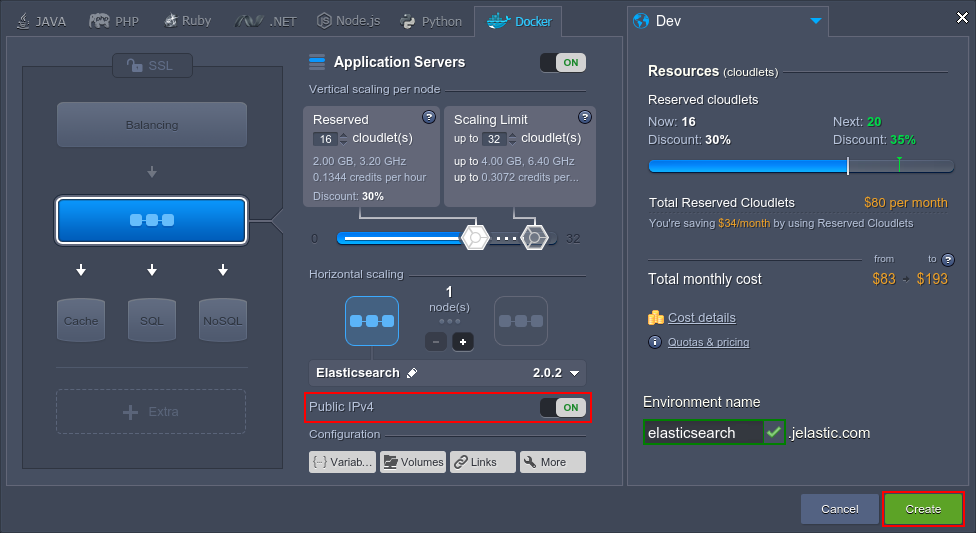 JAVA PHP Ruby .NET Node.js Python Docker
Dev
SSL
Balancing
Cache SQL NoSQL
Extra
Application Servers ON
Vertical scaling per node
Reserved ?
16 cloudlet(s)
2.00 GB, 3.20 GHz
0.1344 credits per hour
Discount: 30%
Scaling Limit ?
up to 32 cloudlet(s)
up to 4.00 GB, 6.40 GHz
up to 0.3072 credits per...
0 32
Horizontal scaling
1
node(s)
Elasticsearch 2.0.2
Public IPv4 ON
Configuration
Variab... Volumes Links More
Resources (cloudlets)
Reserved cloudlets
Now: 16 Next: 20
Discount: 30% Discount: 35%
Total Reserved Cloudlets $80 per month
You're saving $34/month by using Reserved Cloudlets
from to ?
Total monthly cost $83 $193
Cost details
Quotas & pricing
Environment name
elasticsearch .jelastic.com
Cancel Create